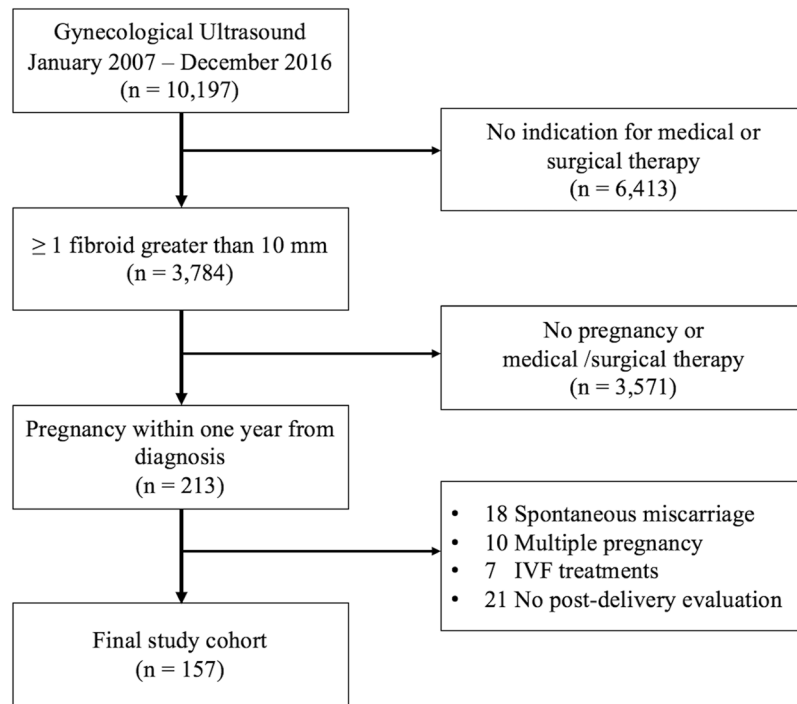 Gynecological Ultrasound
January 2007 – December 2016
(n = 10,197)
No indication for medical or
surgical therapy
(n = 6,413)
≥ 1 fibroid greater than 10 mm
(n = 3,784)
No pregnancy or
medical /surgical therapy
(n = 3,571)
Pregnancy within one year from
diagnosis
(n = 213)
• 18 Spontaneous miscarriage
• 10 Multiple pregnancy
• 7 IVF treatments
• 21 No post-delivery evaluation
Final study cohort
(n = 157)